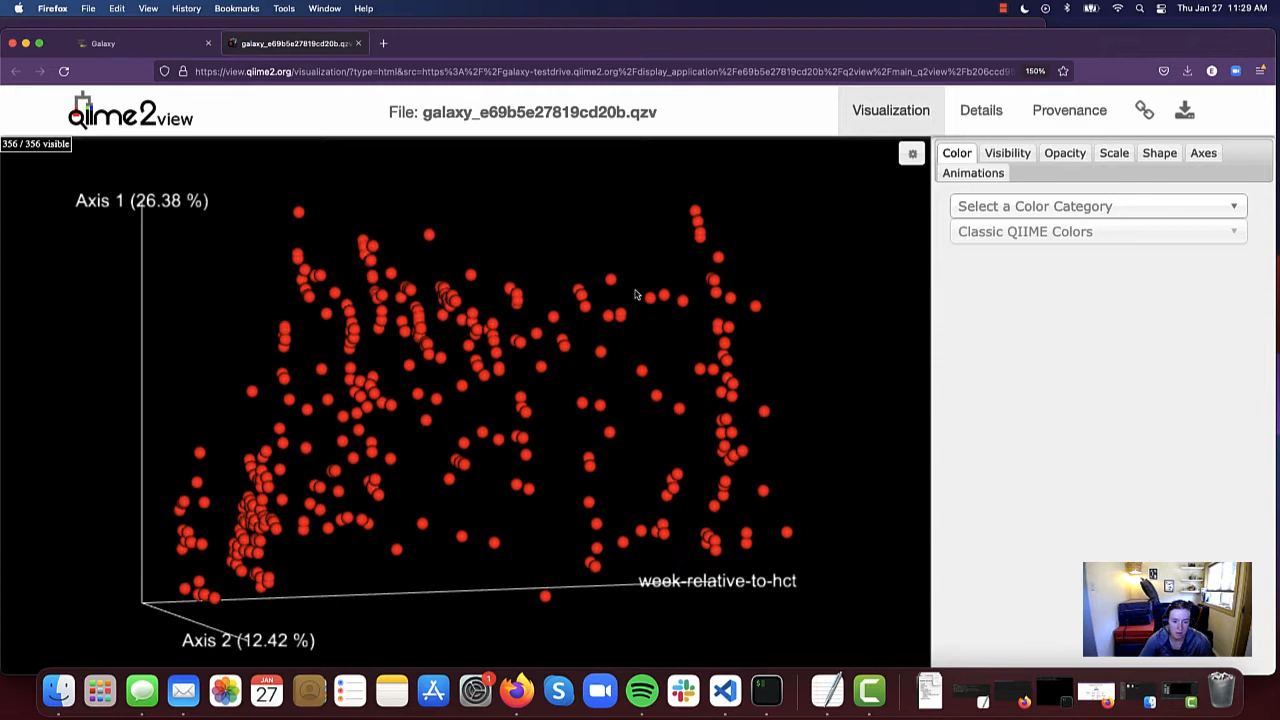 Firefox File Edit View History Bookmarks Tools Window Help Thu Jan 27 11:29 AM
Galaxy galaxy_e69b5e27819cd20b.qzv
https://view.qiime2.org/visualization/?type=html&src=https%3A%2F%2Fgalaxy-testdrive.qiime2.org%2Fdisplay_application%2Fe69b5e27819cd20b%2Fq2view%2Fmain_q2view%2Fb206ccd9 150%
qiime2view File: galaxy_e69b5e27819cd20b.qzv Visualization Details Provenance
356 / 356 visible
Color Visibility Opacity Scale Shape Axes
Animations
Select a Color Category
Classic QIIME Colors
Axis 1 (26.38 %)
week-relative-to-hct
Axis 2 (12.42 %)
JAN
27
1